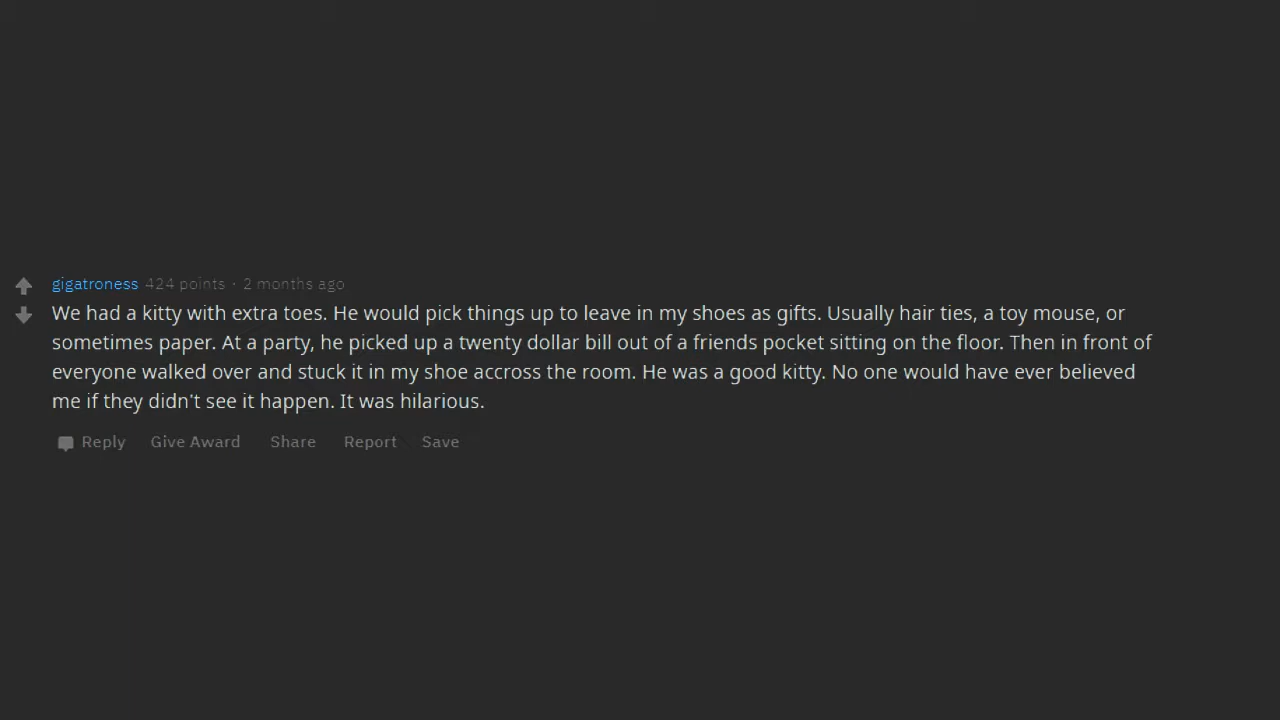 gigatroness 424 points · 2 months ago
We had a kitty with extra toes. He would pick things up to leave in my shoes as gifts. Usually hair ties, a toy mouse, or
sometimes paper. At a party, he picked up a twenty dollar bill out of a friends pocket sitting on the floor. Then in front of
everyone walked over and stuck it in my shoe accross the room. He was a good kitty. No one would have ever believed
me if they didn't see it happen. It was hilarious.
Reply Give Award Share Report Save